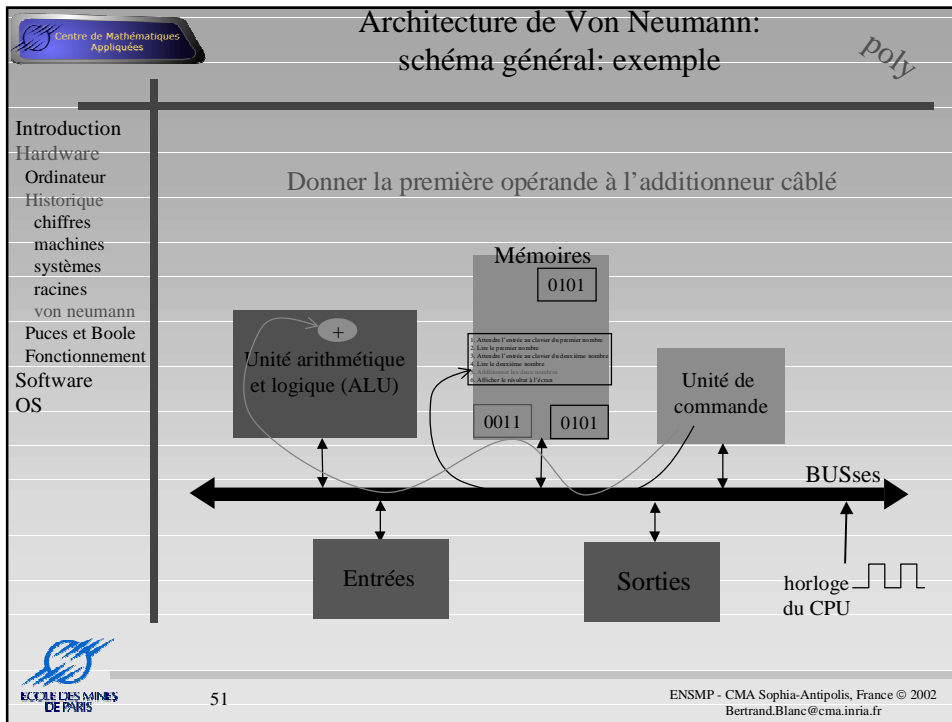 Centre de Mathématiques
Appliquées
Architecture de Von Neumann:
schéma général: exemple
poly
Introduction
Hardware
Ordinateur
Historique
chiffres
machines
systèmes
racines
von neumann
Puces et Boole
Fonctionnement
Software
OS
Donner la première opérande à l'additionneur câblé
Mémoires
0101
+
Unité arithmétique
et logique (ALU)
1. Attendre l'entrée au clavier du premier nombre
2. Lire le premier nombre
3. Attendre l'entrée au clavier du deuxième nombre
4. Lire le deuxième nombre
5. Additionner les deux nombres
6. Afficher le résultat à l'écran
0011
0101
Unité de
commande
BUSses
Entrées
Sorties
horloge
du CPU
ECOLE DES MINES
DE PARIS
51
ENSMP - CMA Sophia-Antipolis, France © 2002
Bertrand.Blanc@cma.inria.fr